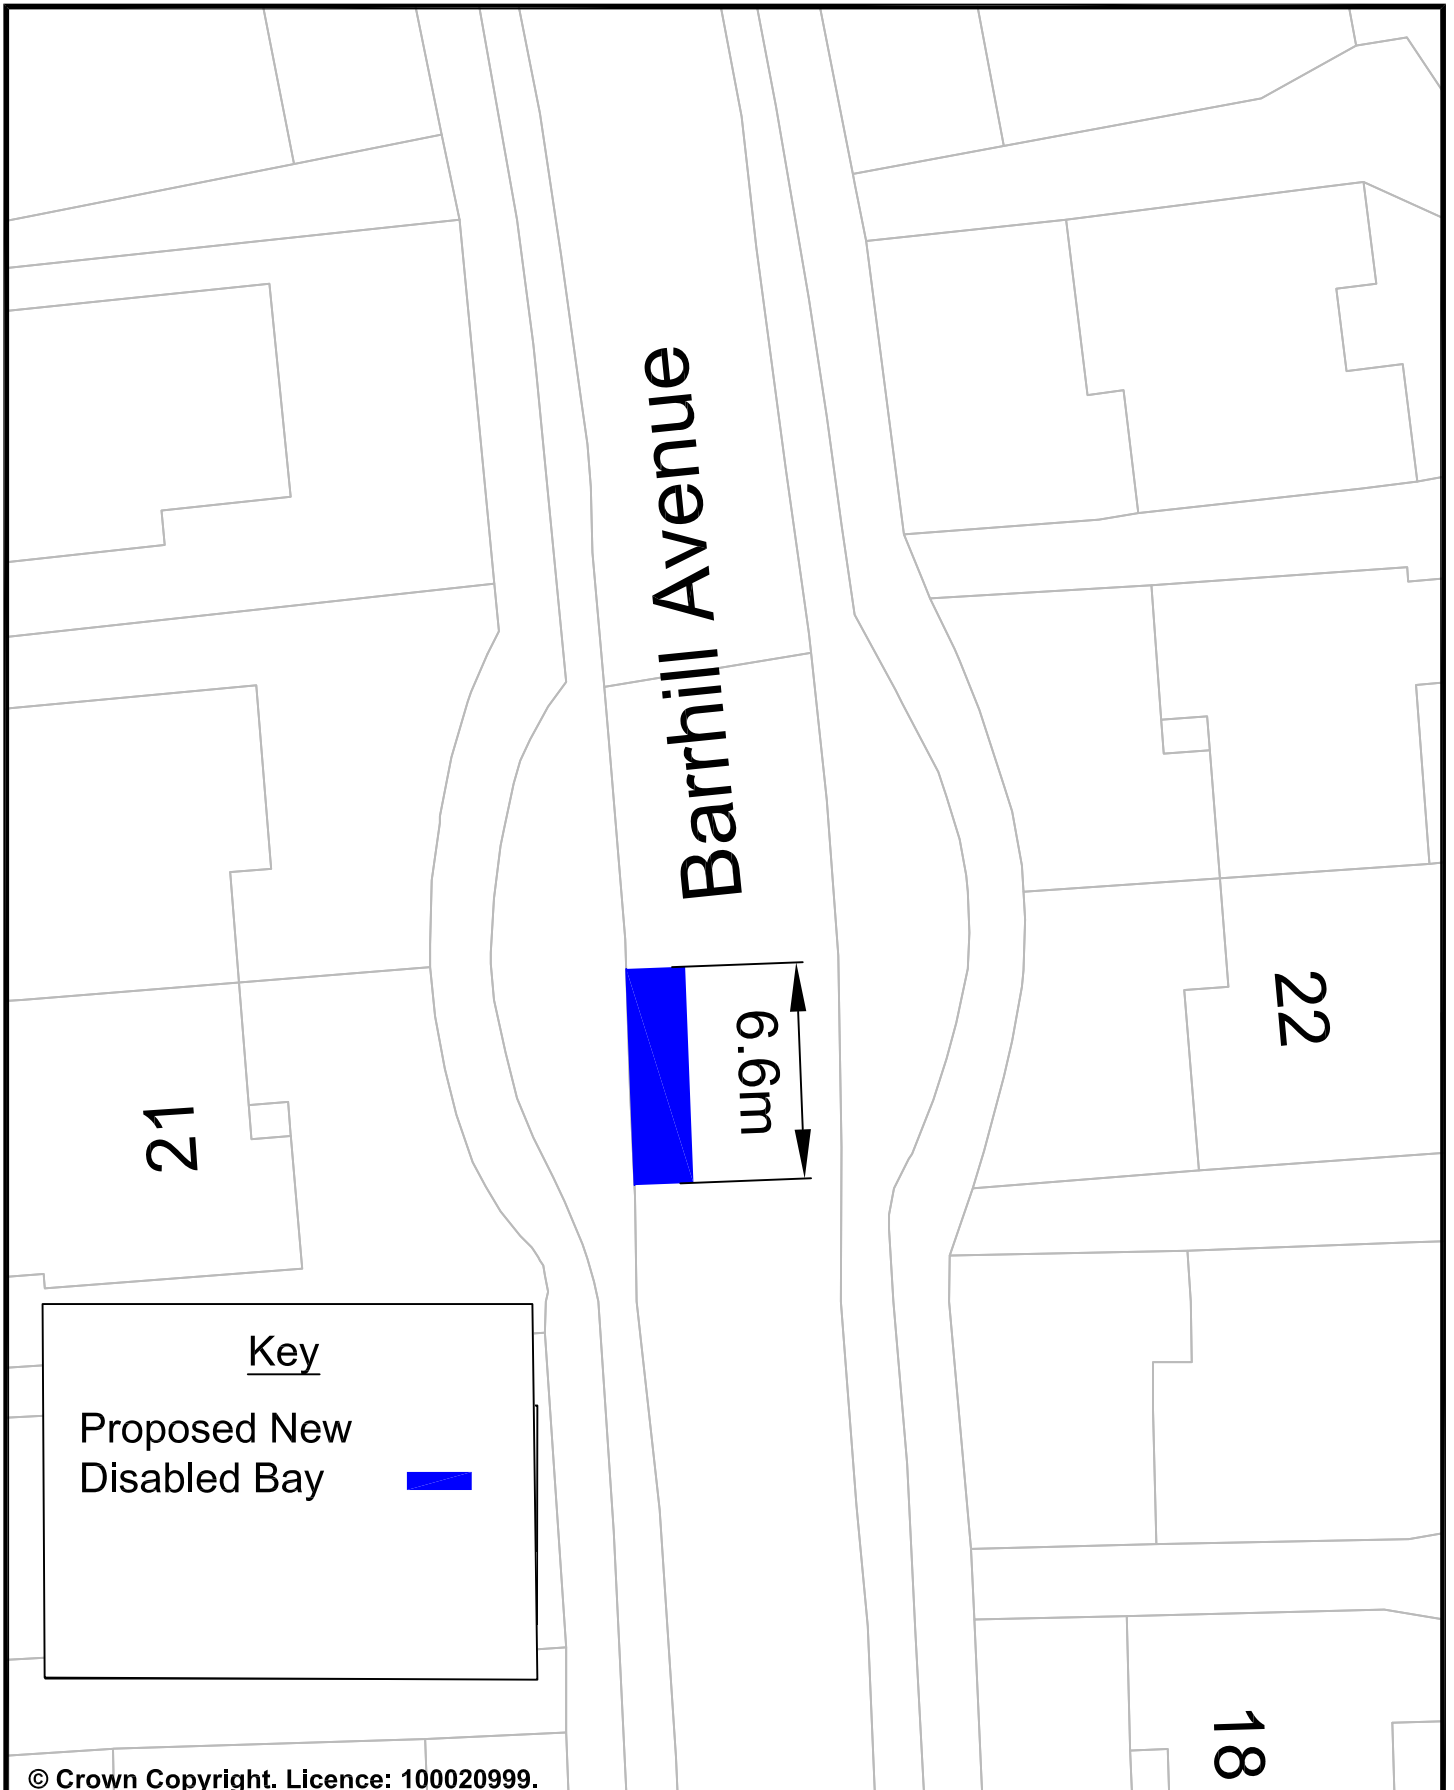 Barrhill Avenue
6.6m
22
21
Key
Proposed New
Disabled Bay
18
© Crown Copyright. Licence: 100020999.